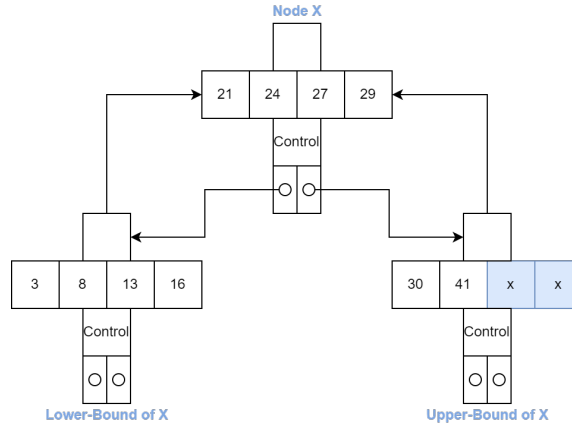 Node X
21 24 27 29
Control
3 8 13 16
30 41 x x
Control
Control
Lower-Bound of X
Upper-Bound of X